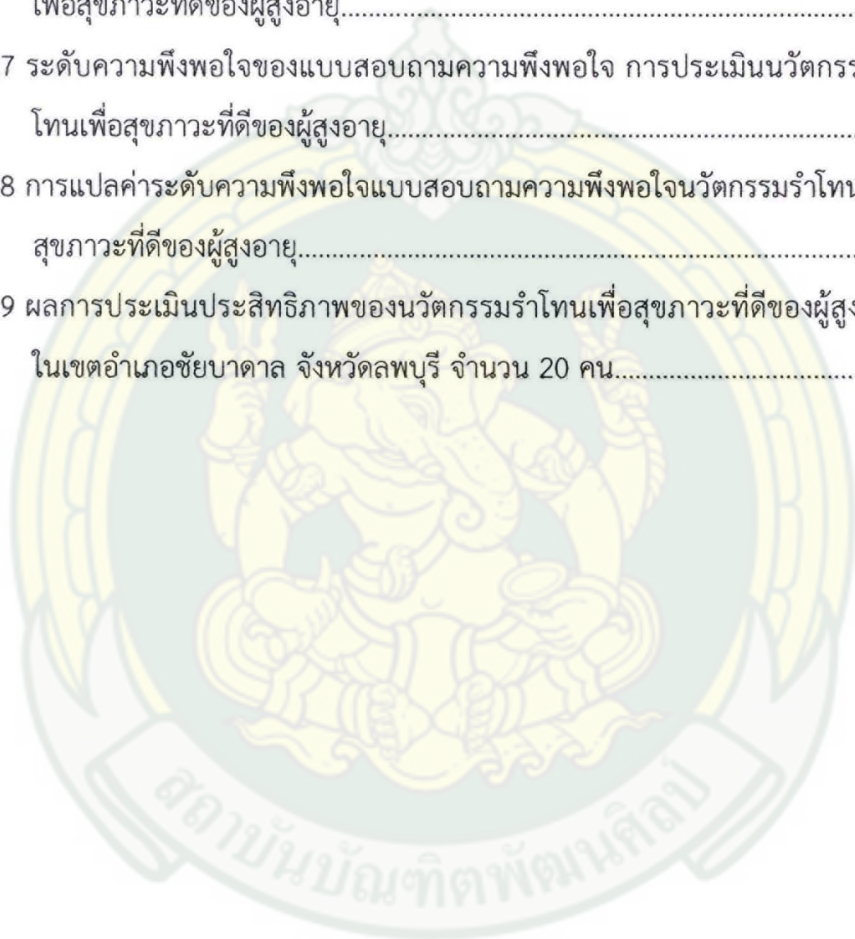 เพื่อสุขภาวะที่ดีของผู้สูงอายุ................................................................................
7 ระดับความพึงพอใจของแบบสอบถามความพึงพอใจ การประเมินนวัตกรร
โทนเพื่อสุขภาวะที่ดีของผู้สูงอายุ.........................................................................
8 การแปลค่าระดับความพึงพอใจแบบสอบถามความพึงพอใจนวัตกรรมรำโทน
สุขภาวะที่ดีของผู้สูงอายุ......................................................................................
9 ผลการประเมินประสิทธิภาพของนวัตกรรมรำโทนเพื่อสุขภาวะที่ดีของผู้สูง
ในเขตอำเภอชัยบาดาล จังหวัดลพบุรี จำนวน 20 คน.....................................
สถาบันบัณฑิตพัฒนศิลป์